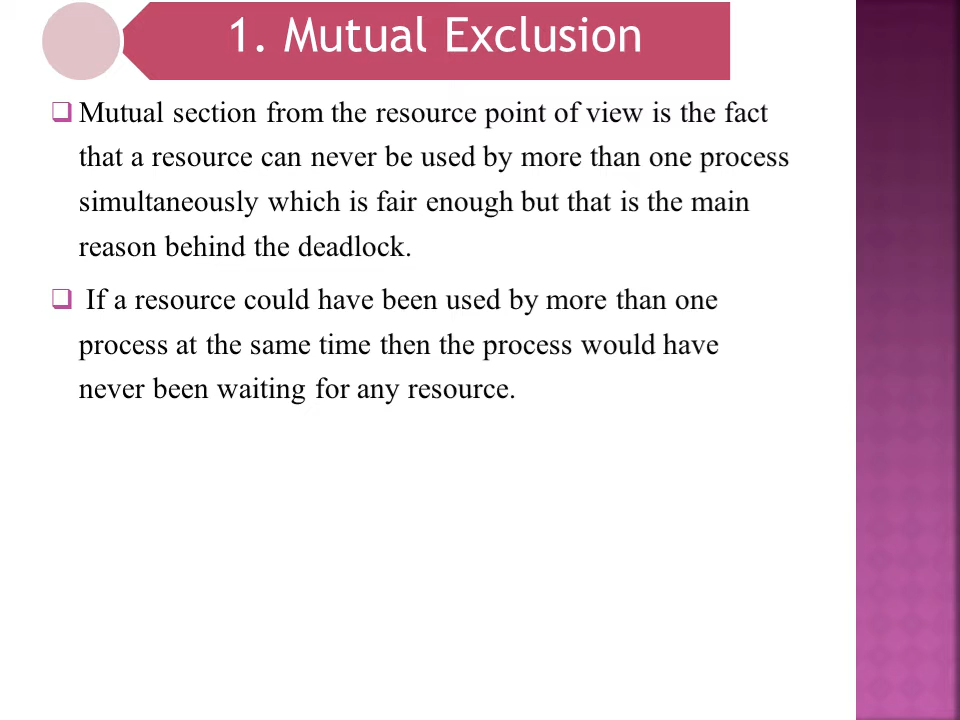 1. Mutual Exclusion
Mutual section from the resource point of view is the fact
that a resource can never be used by more than one process
simultaneously which is fair enough but that is the main
reason behind the deadlock.
If a resource could have been used by more than one
process at the same time then the process would have
never been waiting for any resource.